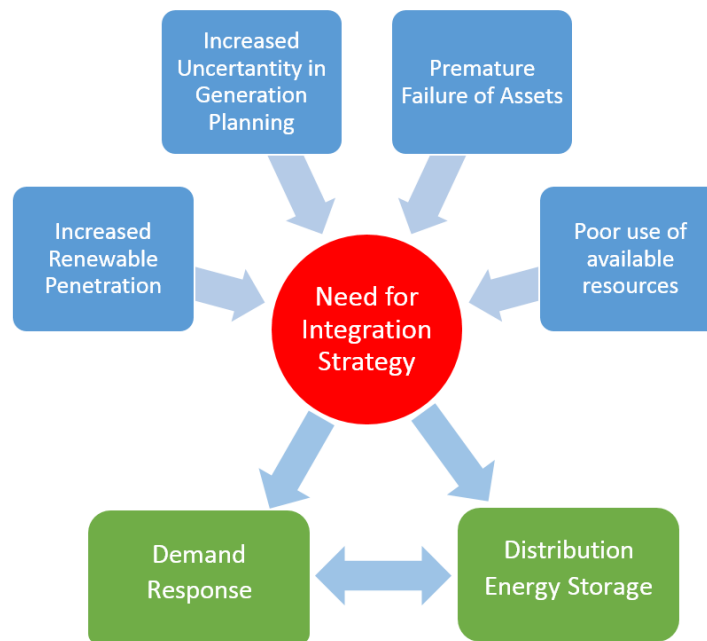 Increased
Uncertantity in
Generation
Planning
Premature
Failure of Assets
Increased
Renewable
Penetration
Poor use of
available
resources
Need for
Integration
Strategy
Demand
Response
Distribution
Energy Storage